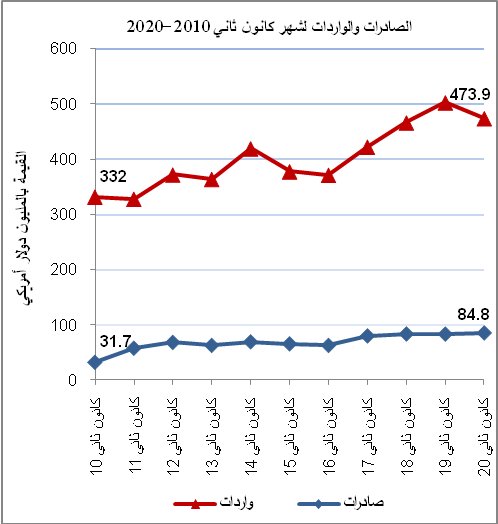 الصادرات والواردات لشهر كانون ثاني 2010–2020
القيمة بالمليون دولار أمريكي
600
500
400
300
200
100
0
473.9
332
84.8
31.7
كانون ثاني 10
كانون ثاني 11
كانون ثاني 12
كانون ثاني 13
كانون ثاني 14
كانون ثاني 15
كانون ثاني 16
كانون ثاني 17
كانون ثاني 18
كانون ثاني 19
كانون ثاني 20
واردات
صادرات